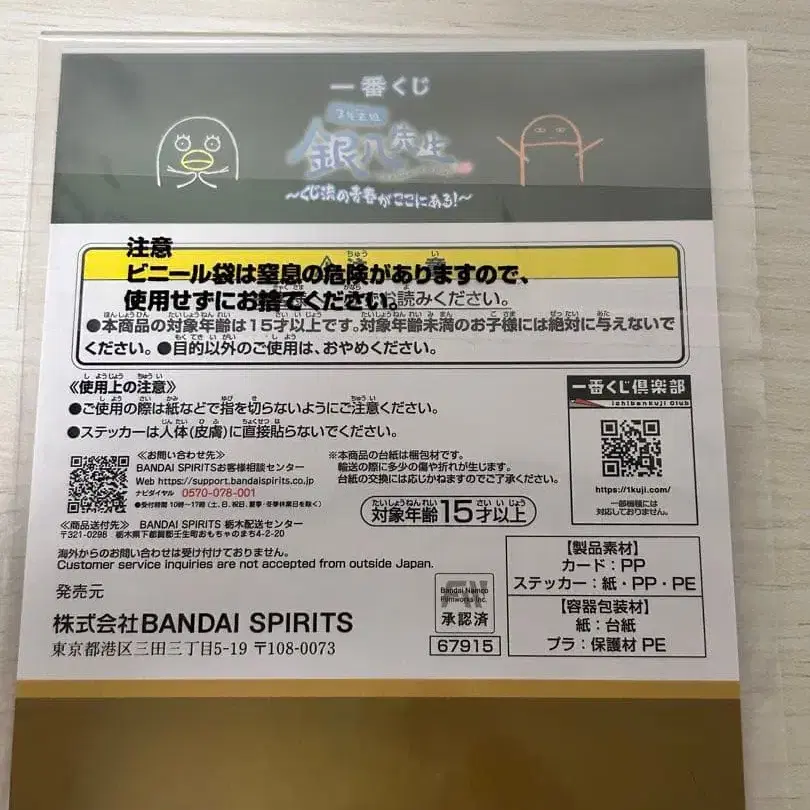 一番くじ
3年Z組
銀八先生
～くじ決の青春がここにある!～
注意
ビニール袋は窒息の危険がありますので、
使用せずにお捨てください。
お読みください。
●本商品の対象年齢は15才以上です。対象年齢未満のお子様には絶対に与えないで
ください。●目的以外のご使用は、おやめください。
《使用上の注意》
●ご使用の際は紙などで指を切らないようにご注意ください。
●ステッカーは人体(皮膚)に直接貼らないでください。
一番くじ倶楽部
ichibankuji Club
https://1kuji.com/
一部機種には
対応しておりません。
《お問い合わせ先》
BANDAI SPIRITSお客様相談センター
Web https://support.bandaispirits.co.jp
ナビダイヤル 0570-078-001
●受付時間 10時～17時(土、日、祝日、夏季・冬季休業日を除く)
※本商品の台紙は梱包材です。
輸送の際に多少の傷や折れが生じます。
台紙の交換には応じかねますのでご了承ください。
対象年齢15才以上
《商品送付先》 BANDAI SPIRITS 栃木配送センター
〒321-0298 栃木県下都賀郡壬生町おもちゃのまち4-2-20
海外からのお問い合わせは受け付けておりません。
Customer service inquiries are not accepted from outside Japan.
発売元
株式会社BANDAI SPIRITS
東京都港区三田三丁目5-19 〒108-0073
Bandai Namco
Filmworks Inc.
承認済
67915
【製品素材】
カード：PP
ステッカー：紙・PP・PE
【容器包装材】
紙：台紙
プラ：保護材 PE